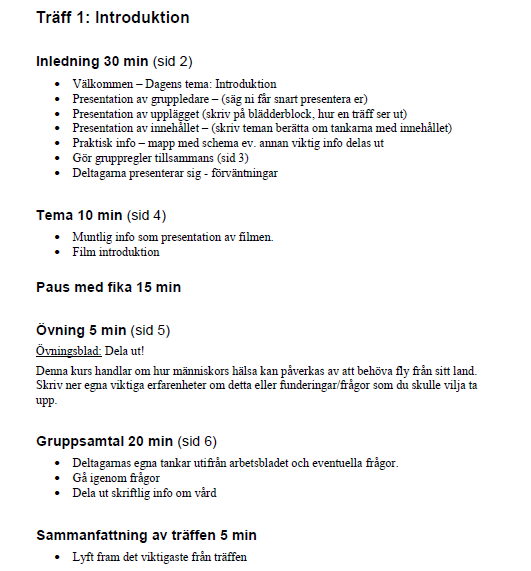 Träff 1: Introduktion
Inledning 30 min (sid 2)
• Välkommen – Dagens tema: Introduktion
• Presentation av gruppledare – (säg ni får snart presentera er)
• Presentation av upplägget (skriv på blädderblock, hur en träff ser ut)
• Presentation av innehållet – (skriv teman berätta om tankarna med innehållet)
• Praktisk info – mapp med schema ev. annan viktig info delas ut
• Gör gruppregler tillsammans (sid 3)
• Deltagarna presenterar sig - förväntningar
Tema 10 min (sid 4)
• Muntlig info som presentation av filmen.
• Film introduktion
Paus med fika 15 min
Övning 5 min (sid 5)
Övningsblad: Dela ut!
Denna kurs handlar om hur människors hälsa kan påverkas av att behöva fly från sitt land.
Skriv ner egna viktiga erfarenheter om detta eller funderingar/frågor som du skulle vilja ta
upp.
Gruppsamtal 20 min (sid 6)
• Deltagarnas egna tankar utifrån arbetsbladet och eventuella frågor.
• Gå igenom frågor
• Dela ut skriftlig info om vård
Sammanfattning av träffen 5 min
• Lyft fram det viktigaste från träffen